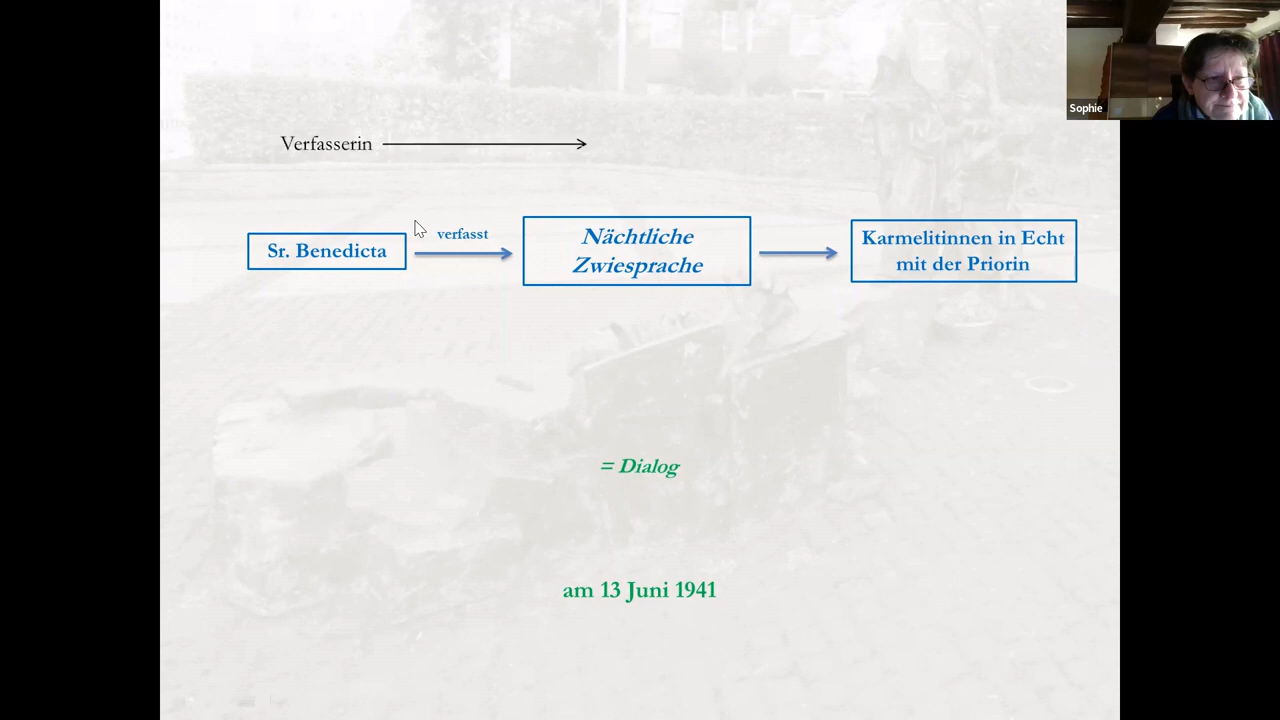 Sophie
Verfasserin
Sr. Benedicta
verfasst
Nächtliche
Zwiesprache
Karmelitinnen in Echt
mit der Priorin
= Dialog
am 13 Juni 1941